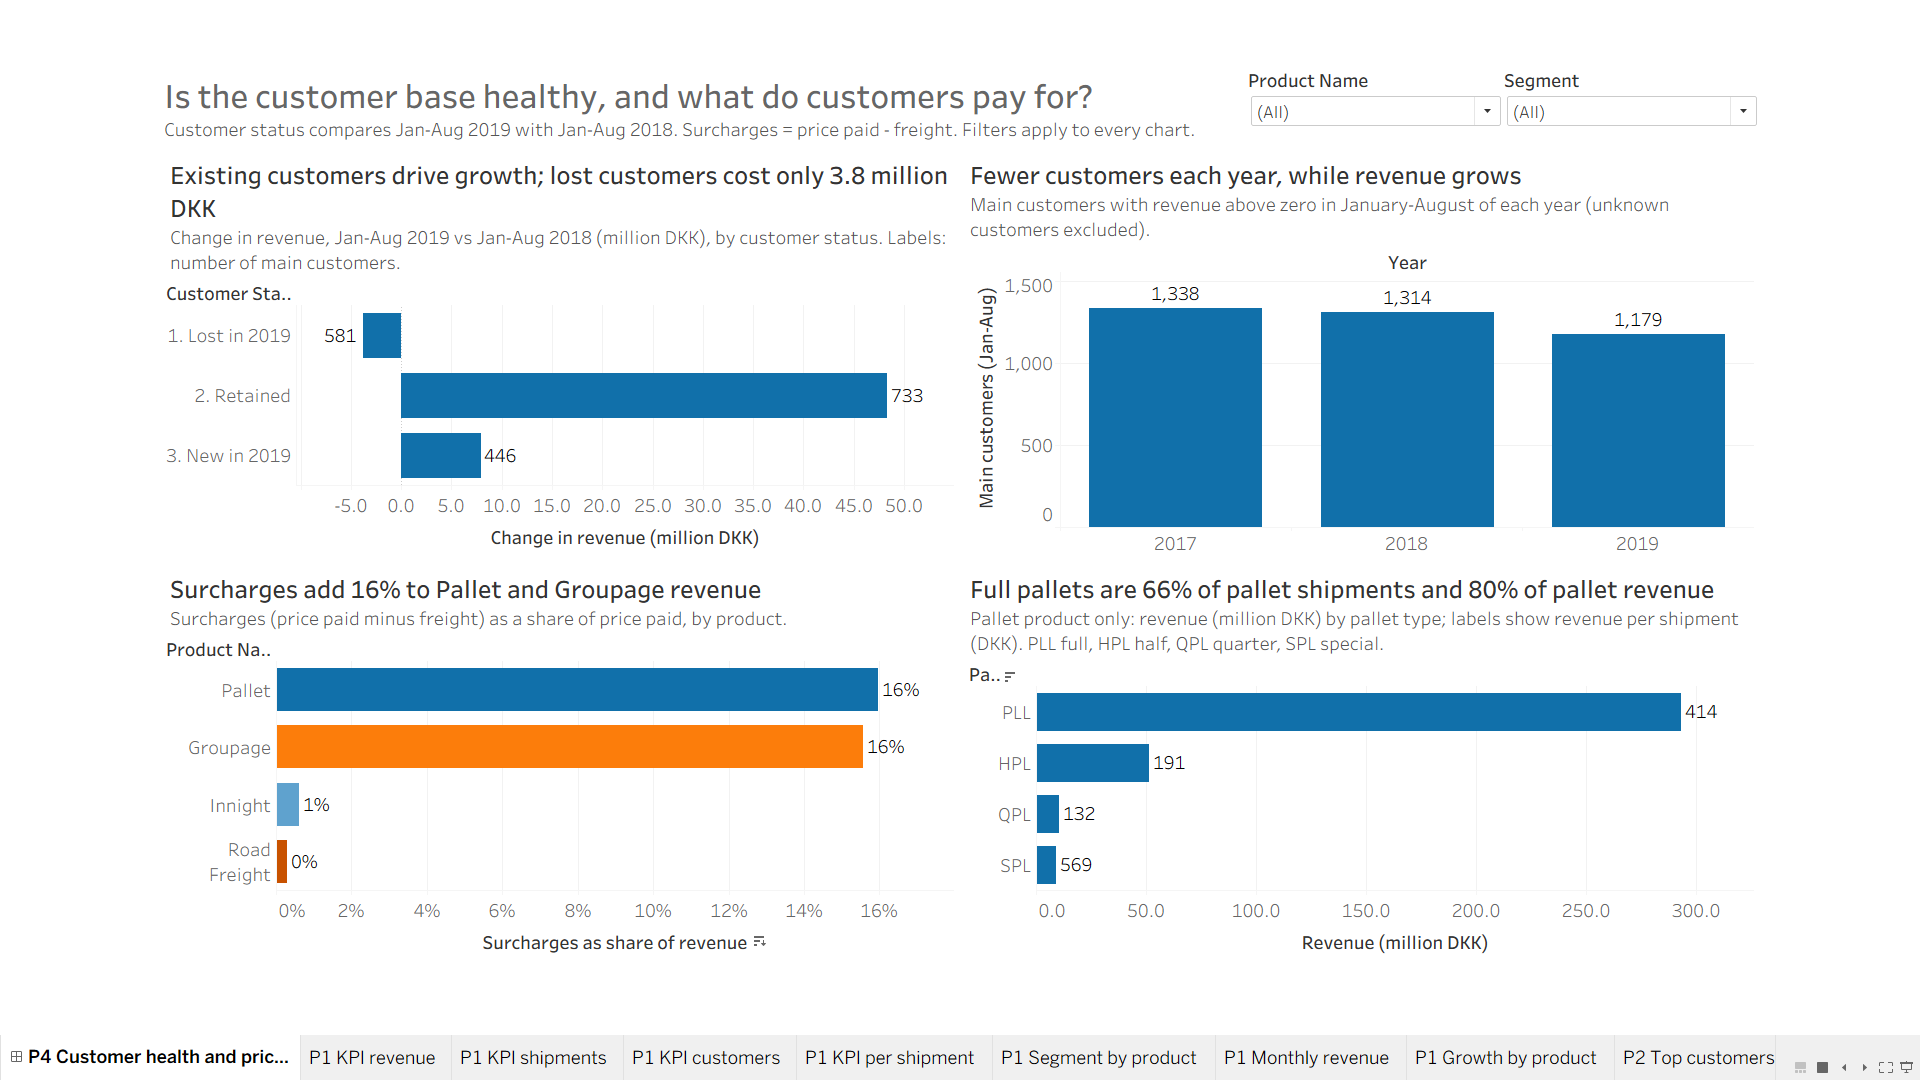 Is the customer base healthy, and what do customers pay for?
Customer status compares Jan-Aug 2019 with Jan-Aug 2018. Surcharges = price paid - freight. Filters apply to every chart.
Product Name
(All)
Segment
(All)
Existing customers drive growth; lost customers cost only 3.8 million
DKK
Change in revenue, Jan-Aug 2019 vs Jan-Aug 2018 (million DKK), by customer status. Labels:
number of main customers.
Customer Sta..
1. Lost in 2019
581
2. Retained
733
3. New in 2019
446
-5.0 0.0 5.0 10.0 15.0 20.0 25.0 30.0 35.0 40.0 45.0 50.0
Change in revenue (million DKK)
Fewer customers each year, while revenue grows
Main customers with revenue above zero in January-August of each year (unknown
customers excluded).
Year
Main customers (Jan-Aug)
1,500
1,000
500
0
1,338
1,314
1,179
2017 2018 2019
Surcharges add 16% to Pallet and Groupage revenue
Surcharges (price paid minus freight) as a share of price paid, by product.
Product Na..
Pallet
16%
Groupage
16%
Innight
1%
Road
Freight
0%
0% 2% 4% 6% 8% 10% 12% 14% 16%
Surcharges as share of revenue
Full pallets are 66% of pallet shipments and 80% of pallet revenue
Pallet product only: revenue (million DKK) by pallet type; labels show revenue per shipment
(DKK). PLL full, HPL half, QPL quarter, SPL special.
Pa..
PLL
414
HPL
191
QPL
132
SPL
569
0.0 50.0 100.0 150.0 200.0 250.0 300.0
Revenue (million DKK)
P4 Customer health and pric...
P1 KPI revenue
P1 KPI shipments
P1 KPI customers
P1 KPI per shipment
P1 Segment by product
P1 Monthly revenue
P1 Growth by product
P2 Top customers